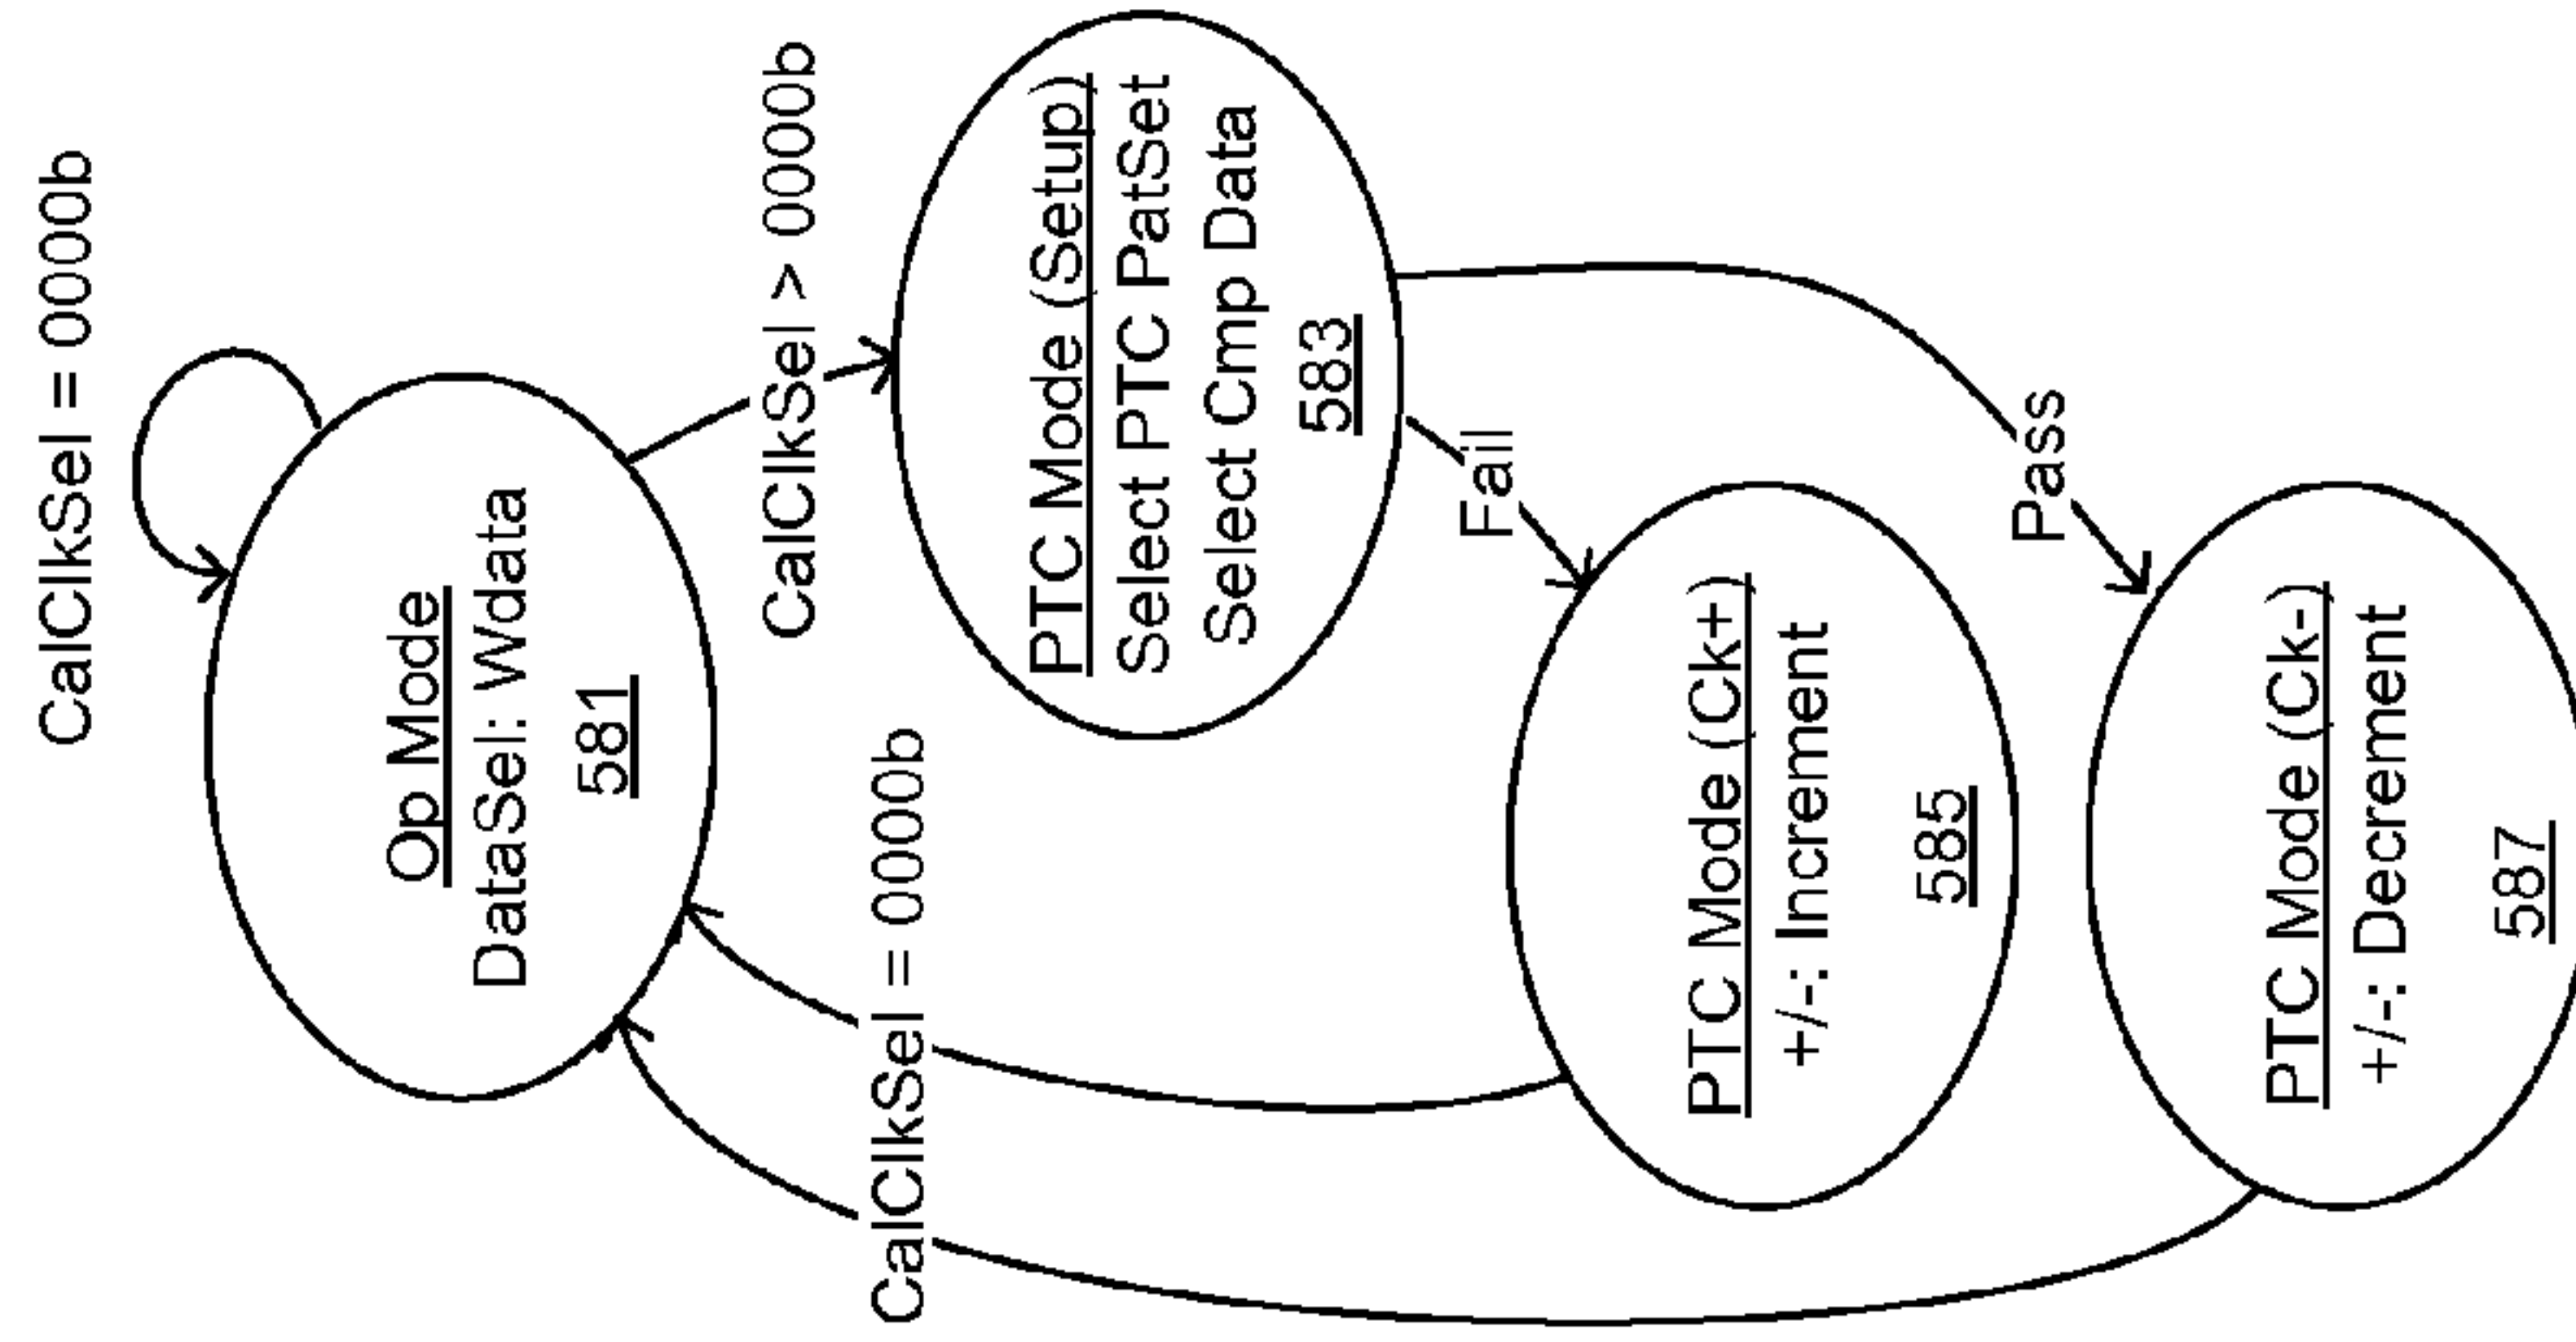 CalClkSel = 0000b
Op Mode
DataSel: Wdata
581
CalClkSel > 0000b
CalClkSel = 0000b
PTC Mode (Setup)
Select PTC PatSet
Select Cmp Data
583
Fail
PTC Mode (Ck+)
+/-: Increment
585
Pass
PTC Mode (Ck-)
+/-: Decrement
587